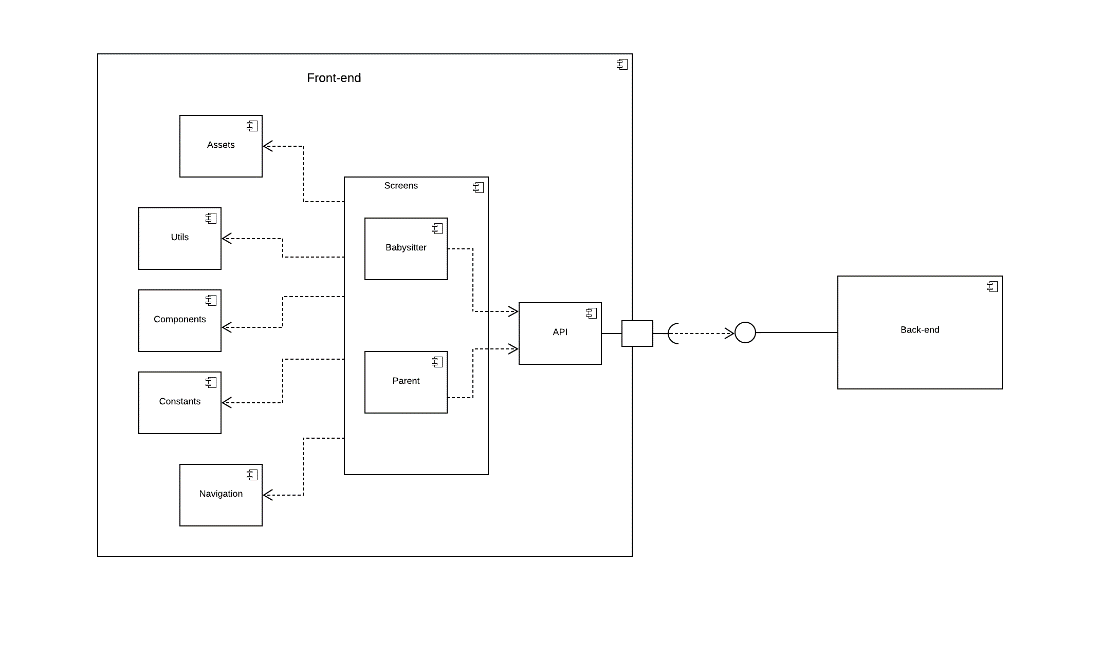 Front-end
Assets
Screens
Utils
Babysitter
Components
API
Back-end
Parent
Constants
Navigation